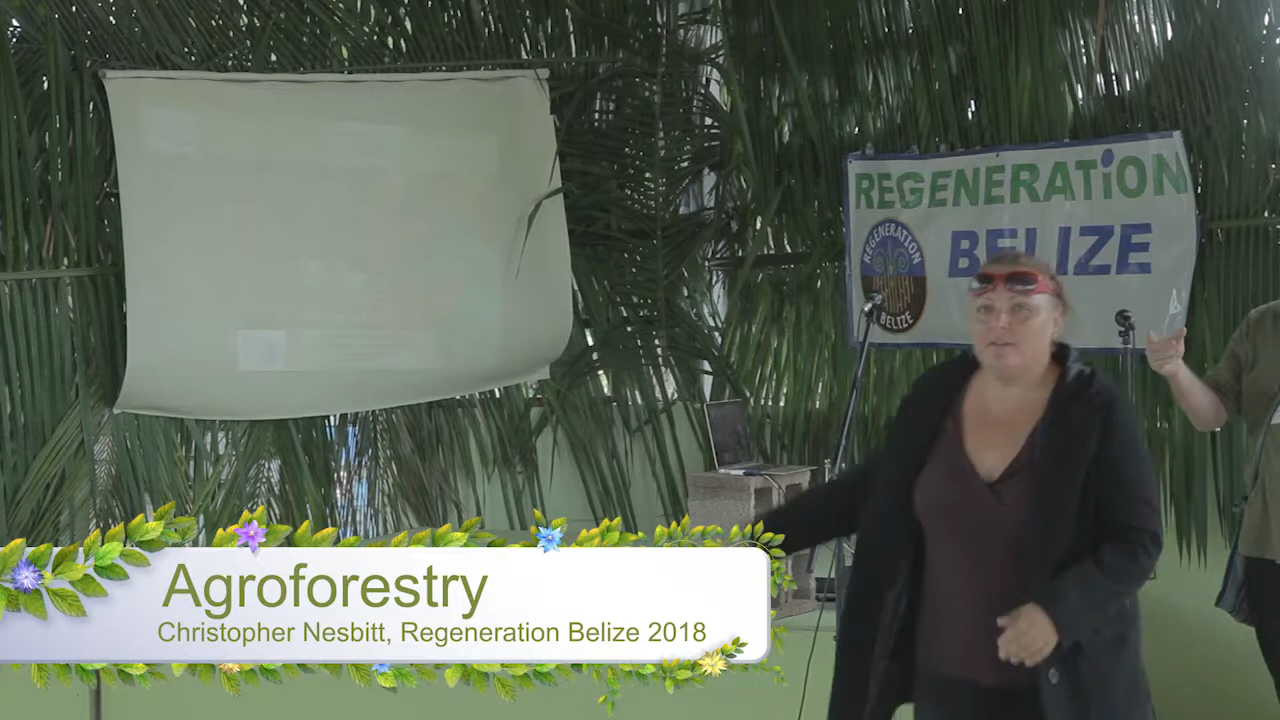 REGENERATiON
BELIZE
REGENERATION
BELIZE
Agroforestry
Christopher Nesbitt, Regeneration Belize 2018